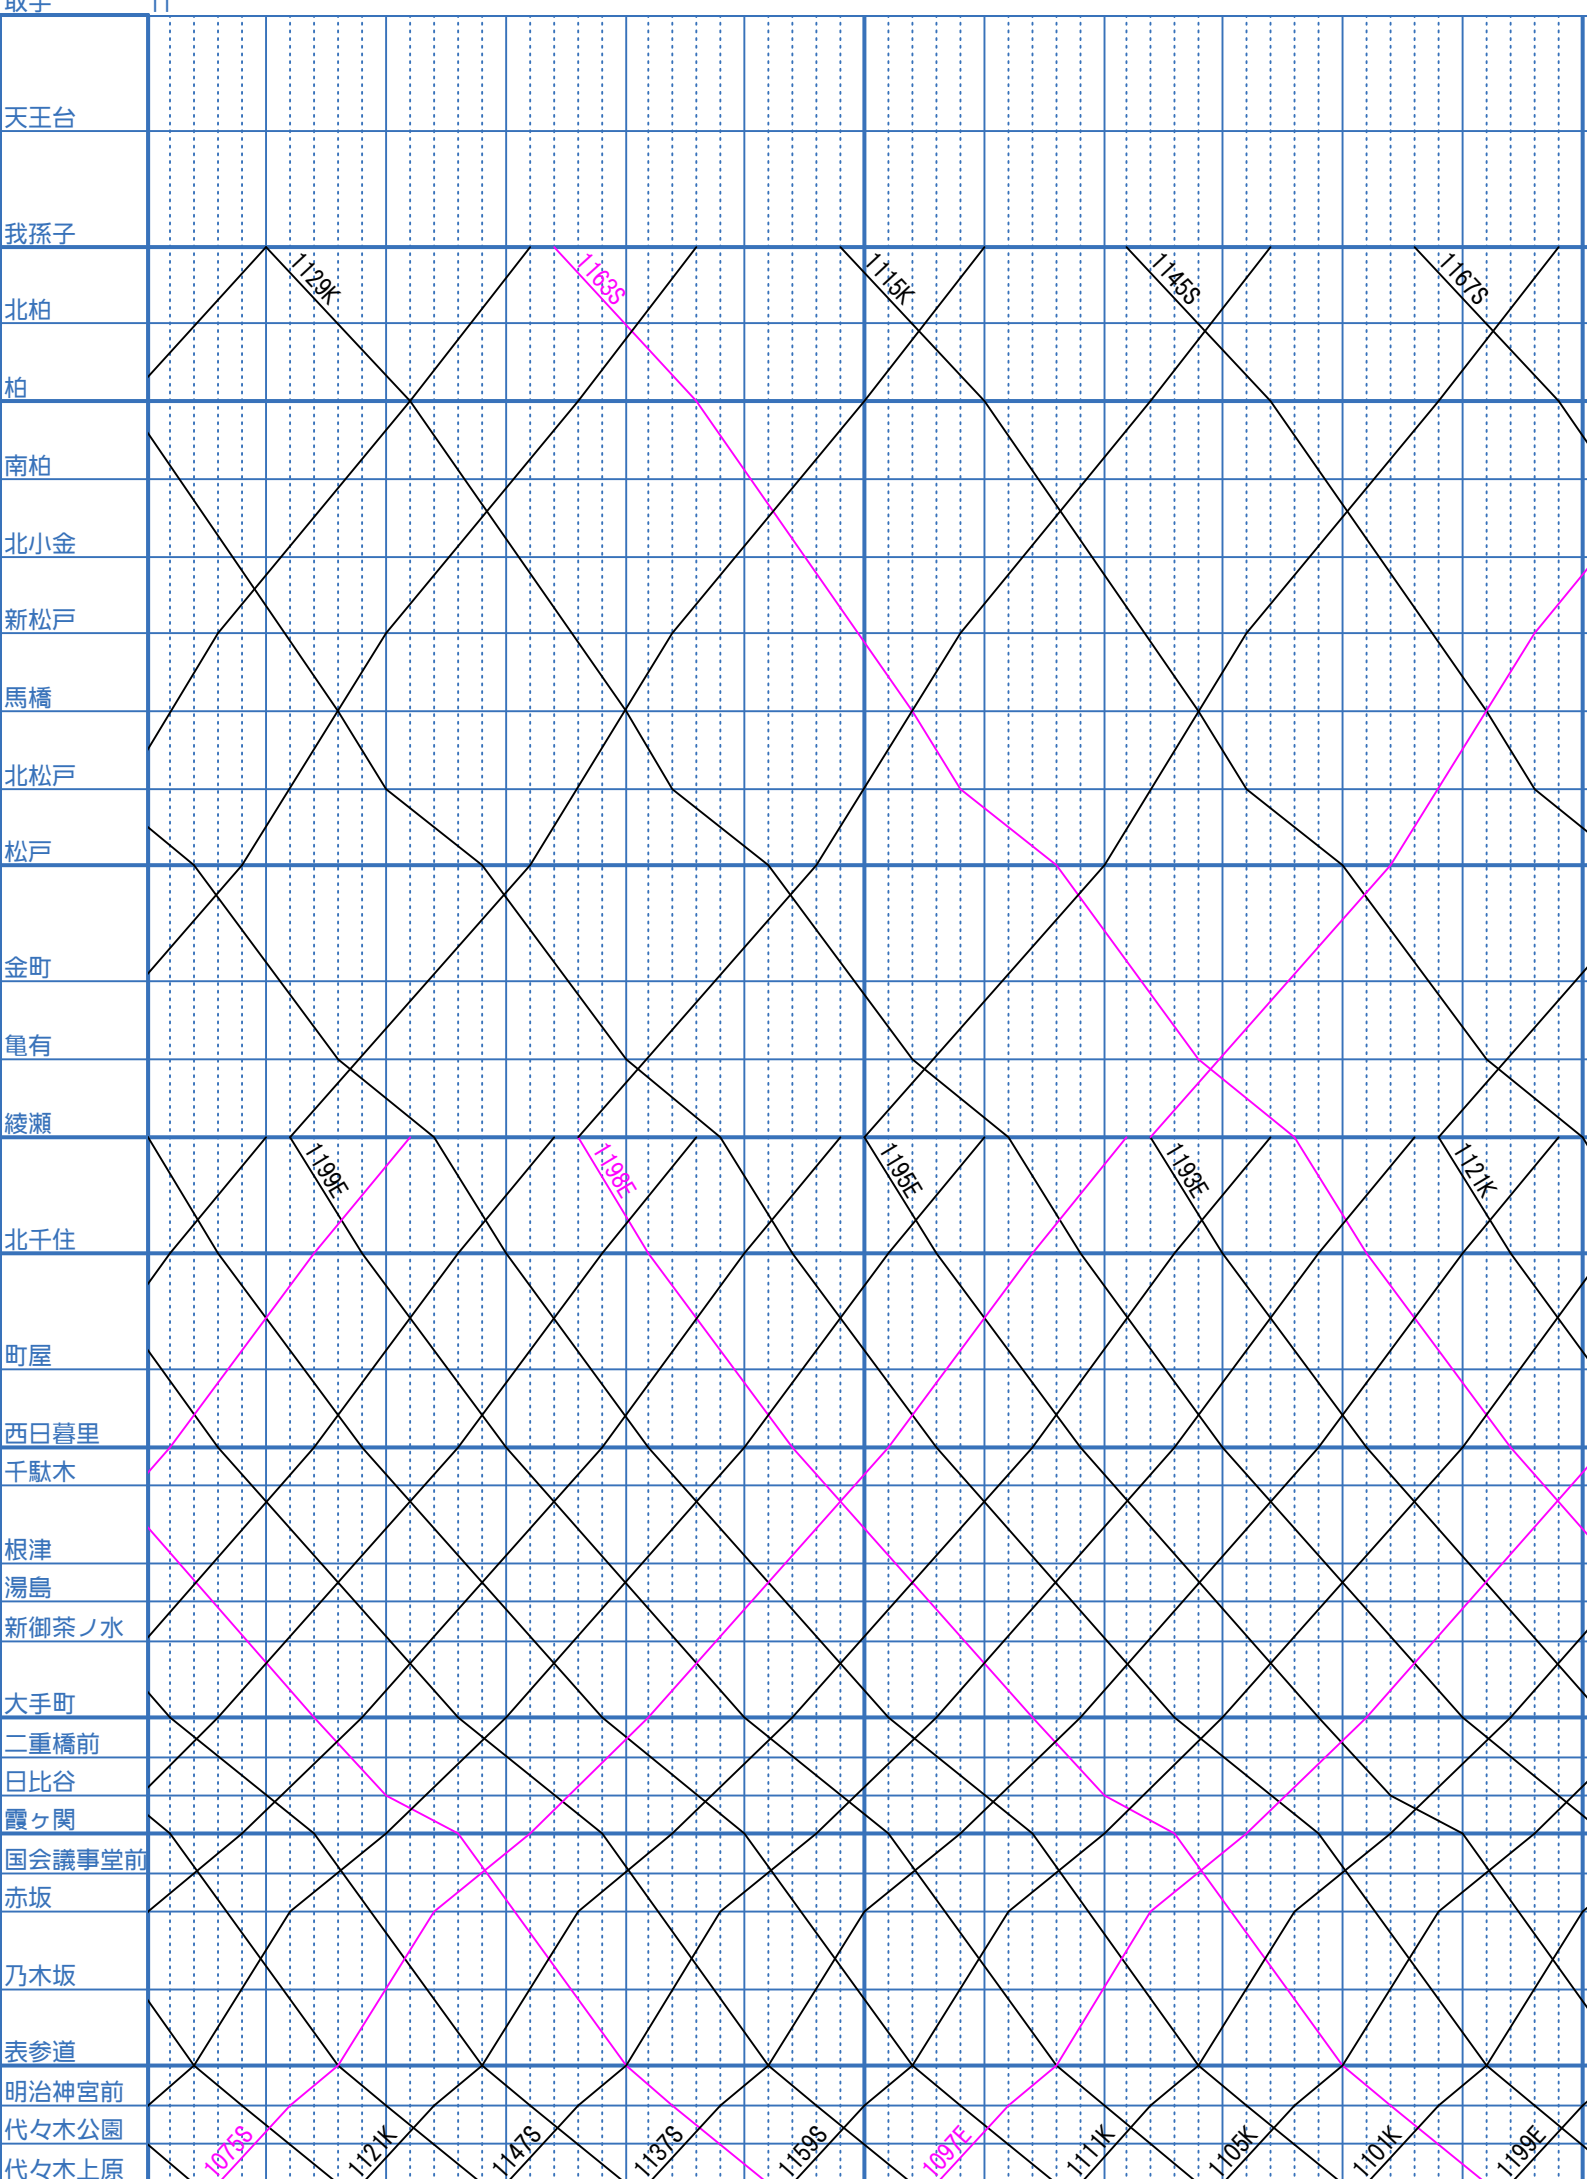 取手
11
天王台
我孫子
1129K
1163S
1115K
1145S
1167S
北柏
柏
南柏
北小金
新松戸
馬橋
北松戸
松戸
金町
亀有
綾瀬
1199E
1198E
1195E
1193E
1121K
北千住
町屋
西日暮里
千駄木
根津
湯島
新御茶ノ水
大手町
二重橋前
日比谷
霞ヶ関
国会議事堂前
赤坂
乃木坂
表参道
明治神宮前
代々木公園
1075S
1121K
1147S
1137S
1159S
1097E
1111K
1105K
1101K
1199E
代々木上原